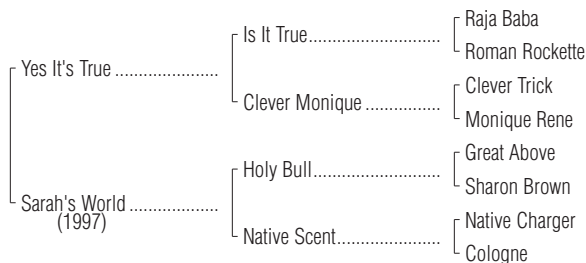 Raja Baba
Is It True
Roman Rockette
Yes It's True
Clever Trick
Clever Monique
Monique Rene
Great Above
Holy Bull
Sharon Brown
Sarah's World
(1997)
Native Charger
Native Scent
Cologne